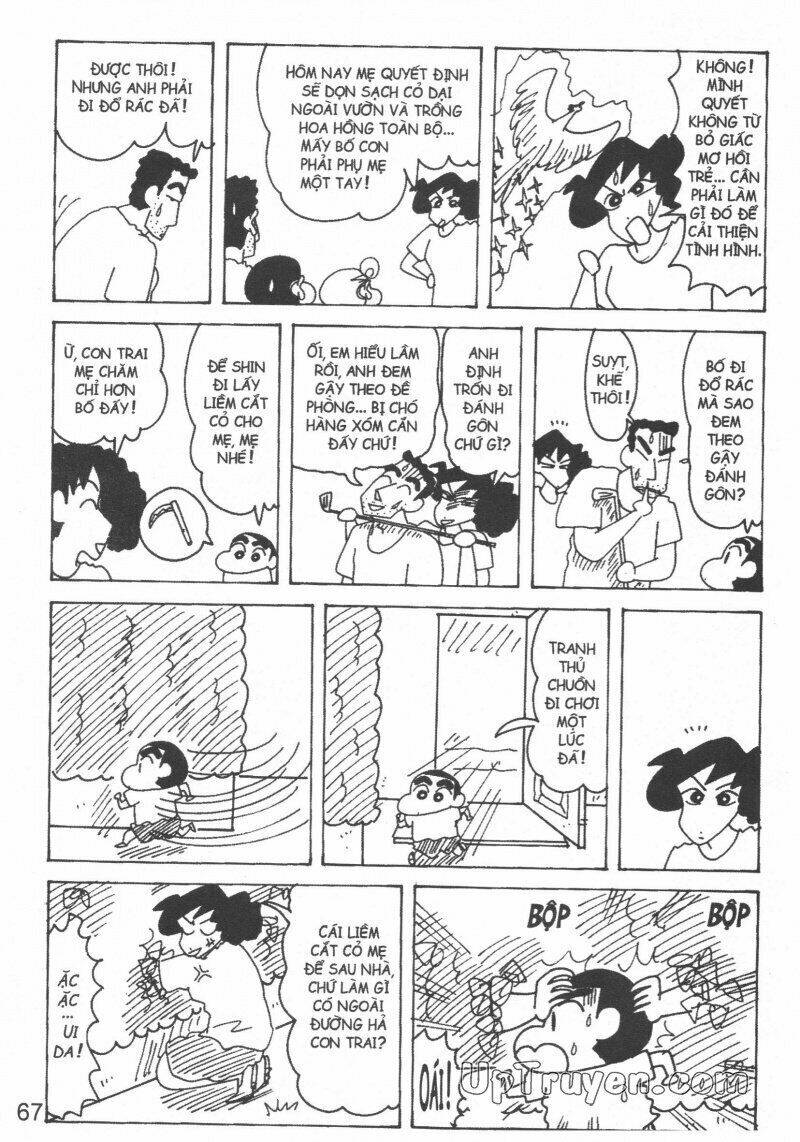 KHÔNG!
MÌNH
QUYẾT
KHÔNG TỪ
BỎ GIẤC
MƠ HỒI
TRẺ... CẦN
PHẢI LÀM
GÌ ĐÓ ĐỂ
CẢI THIỆN
TÌNH HÌNH.
HÔM NAY MẸ QUYẾT ĐỊNH
SẼ DỌN SẠCH CỎ DẠI
NGOÀI VƯỜN VÀ TRỒNG
HOA HỒNG TOÀN BỘ...
MẤY BỐ CON
PHẢI PHỤ MẸ
MỘT TAY!
ĐƯỢC THÔI!
NHƯNG ANH PHẢI
ĐI ĐỔ RÁC ĐÃ!
BỐ ĐI
ĐỔ RÁC
MÀ SAO
ĐEM
THEO
GẬY
ĐÁNH
GÔN?
SUYT,
KHẼ
THÔI!
ANH
ĐỊNH
TRỐN ĐI
ĐÁNH
GÔN
CHỨ GÌ?
ỐI, EM HIỂU LẦM
RỒI, ANH ĐEM
GẬY THEO ĐỀ
PHÒNG... BỊ CHÓ
HÀNG XÓM CẮN
ĐẤY CHỨ!
ĐỂ SHIN
ĐI LẤY
LIỀM CẮT
CỎ CHO
MẸ, MẸ
NHÉ!
Ừ, CON TRAI
MẸ CHĂM
CHỈ HƠN
BỐ ĐẤY!
TRANH
THỦ
CHUỒN
ĐI CHƠI
MỘT
LÚC
ĐÃ!
BỘP
BỘP
OÁI!
CÁI LIỀM
CẮT CỎ MẸ
ĐỂ SAU NHÀ,
CHỨ LÀM GÌ
CÓ NGOÀI
ĐƯỜNG HẢ
CON TRAI?
ẶC
ẶC
... UI
DA!
UpTruyen.com
67